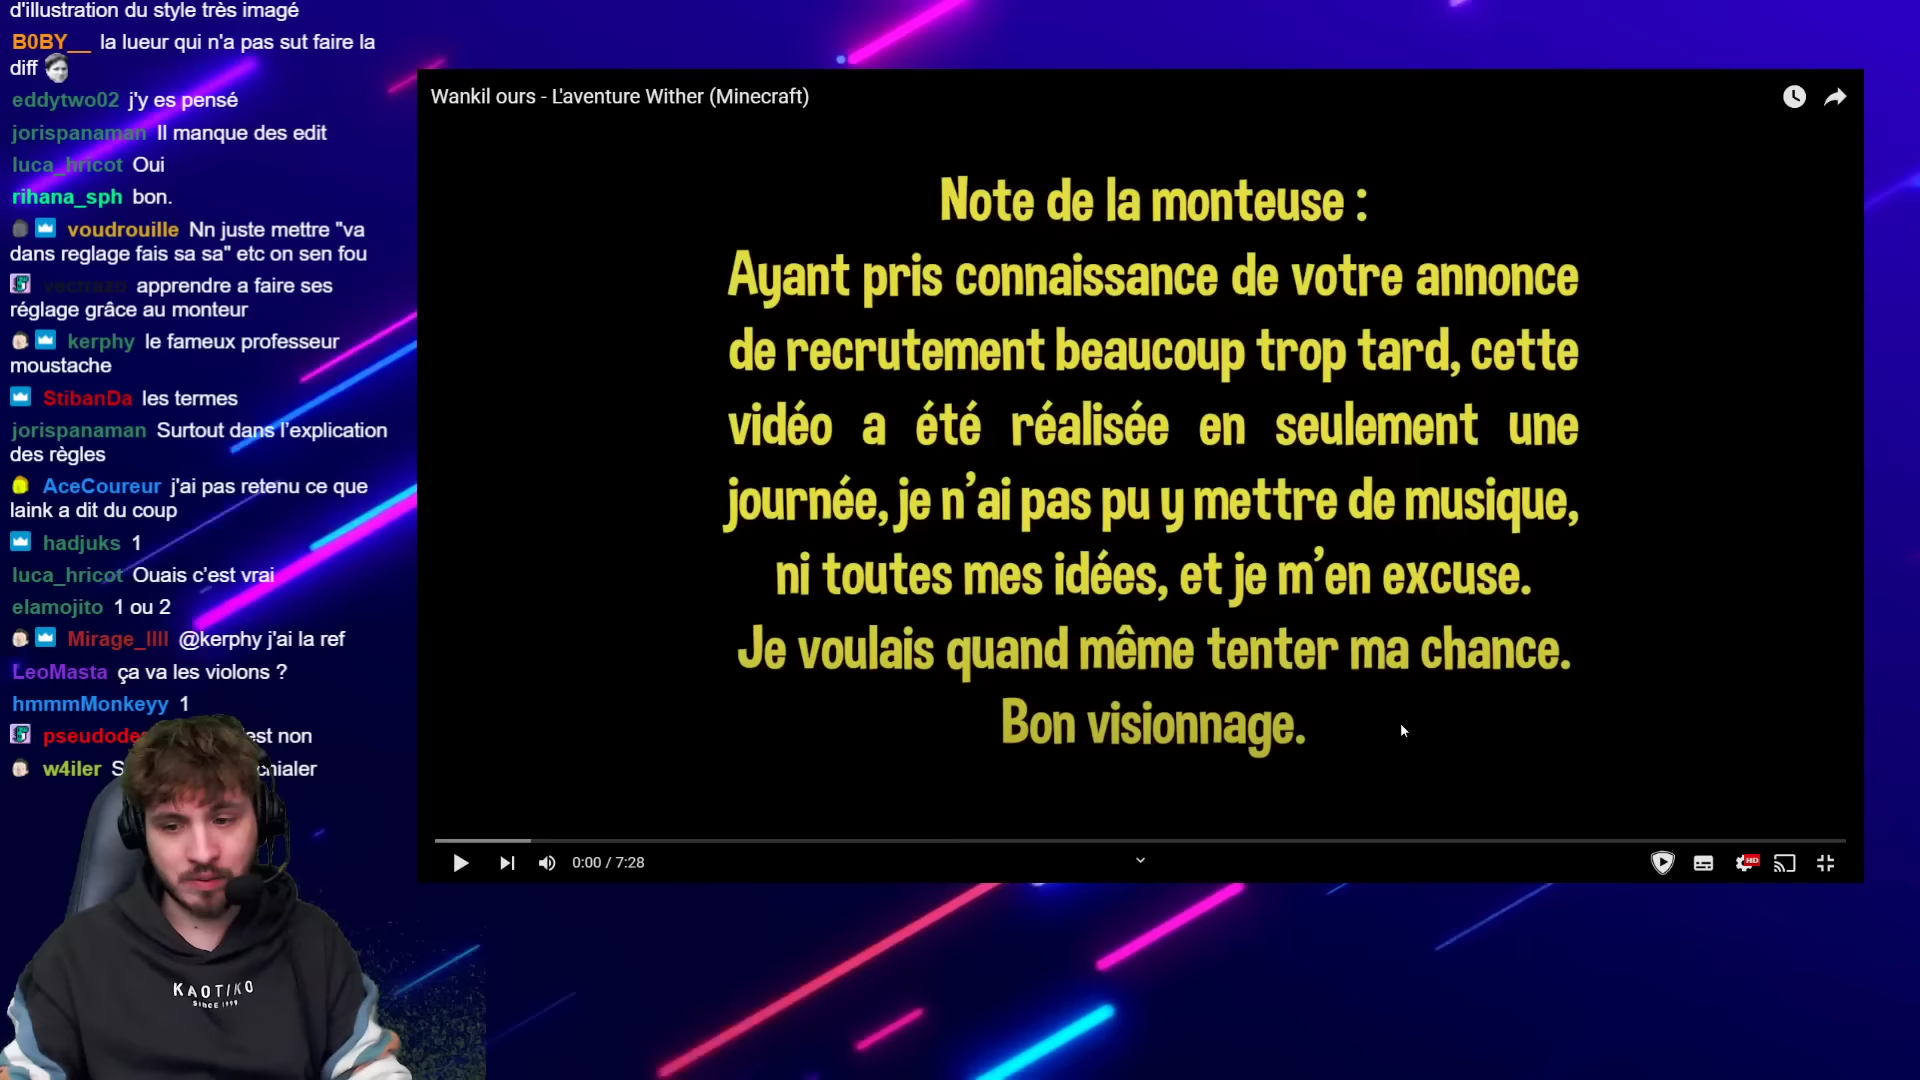 d'illustration du style très imagé
B0BY__ la lueur qui n'a pas sut faire la
diff
eddytwo02 j'y es pensé
jorispanaman Il manque des edit
luca_hricot Oui
rihana_sph bon.
voudrouille Nn juste mettre "va
dans reglage fais sa sa" etc on sen fou
vectrazo apprendre a faire ses
réglage grâce au monteur
kerphy le fameux professeur
moustache
StibanDa les termes
jorispanaman Surtout dans l'explication
des règles
AceCoureur j'ai pas retenu ce que
laink a dit du coup
hadjuks 1
luca_hricot Ouais c'est vrai
elamojito 1 ou 2
Mirage_llll @kerphy j'ai la ref
LeoMasta ça va les violons ?
hmmmMonkeyy 1
est non
w4iler
Wankil ours - L'aventure Wither (Minecraft)
Note de la monteuse :
Ayant pris connaissance de votre annonce
de recrutement beaucoup trop tard, cette
vidéo a été réalisée en seulement une
journée, je n'ai pas pu y mettre de musique,
ni toutes mes idées, et je m'en excuse.
Je voulais quand même tenter ma chance.
Bon visionnage.
0:00 / 7:28
HD
KAOTIKO
SINCE 1999